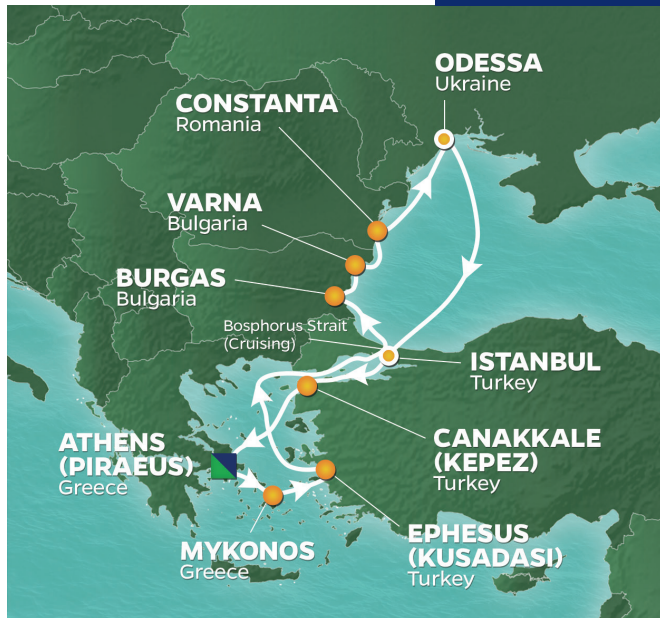 ODESSA
Ukraine
CONSTANTA
Romania
VARNA
Bulgaria
BURGAS
Bulgaria
Bosphorus Strait
(Cruising)
ISTANBUL
Turkey
CANAKKALE
(KEPEZ)
Turkey
ATHENS
(PIRAEUS)
Greece
EPHESUS
(KUSADASI)
Turkey
MYKONOS
Greece